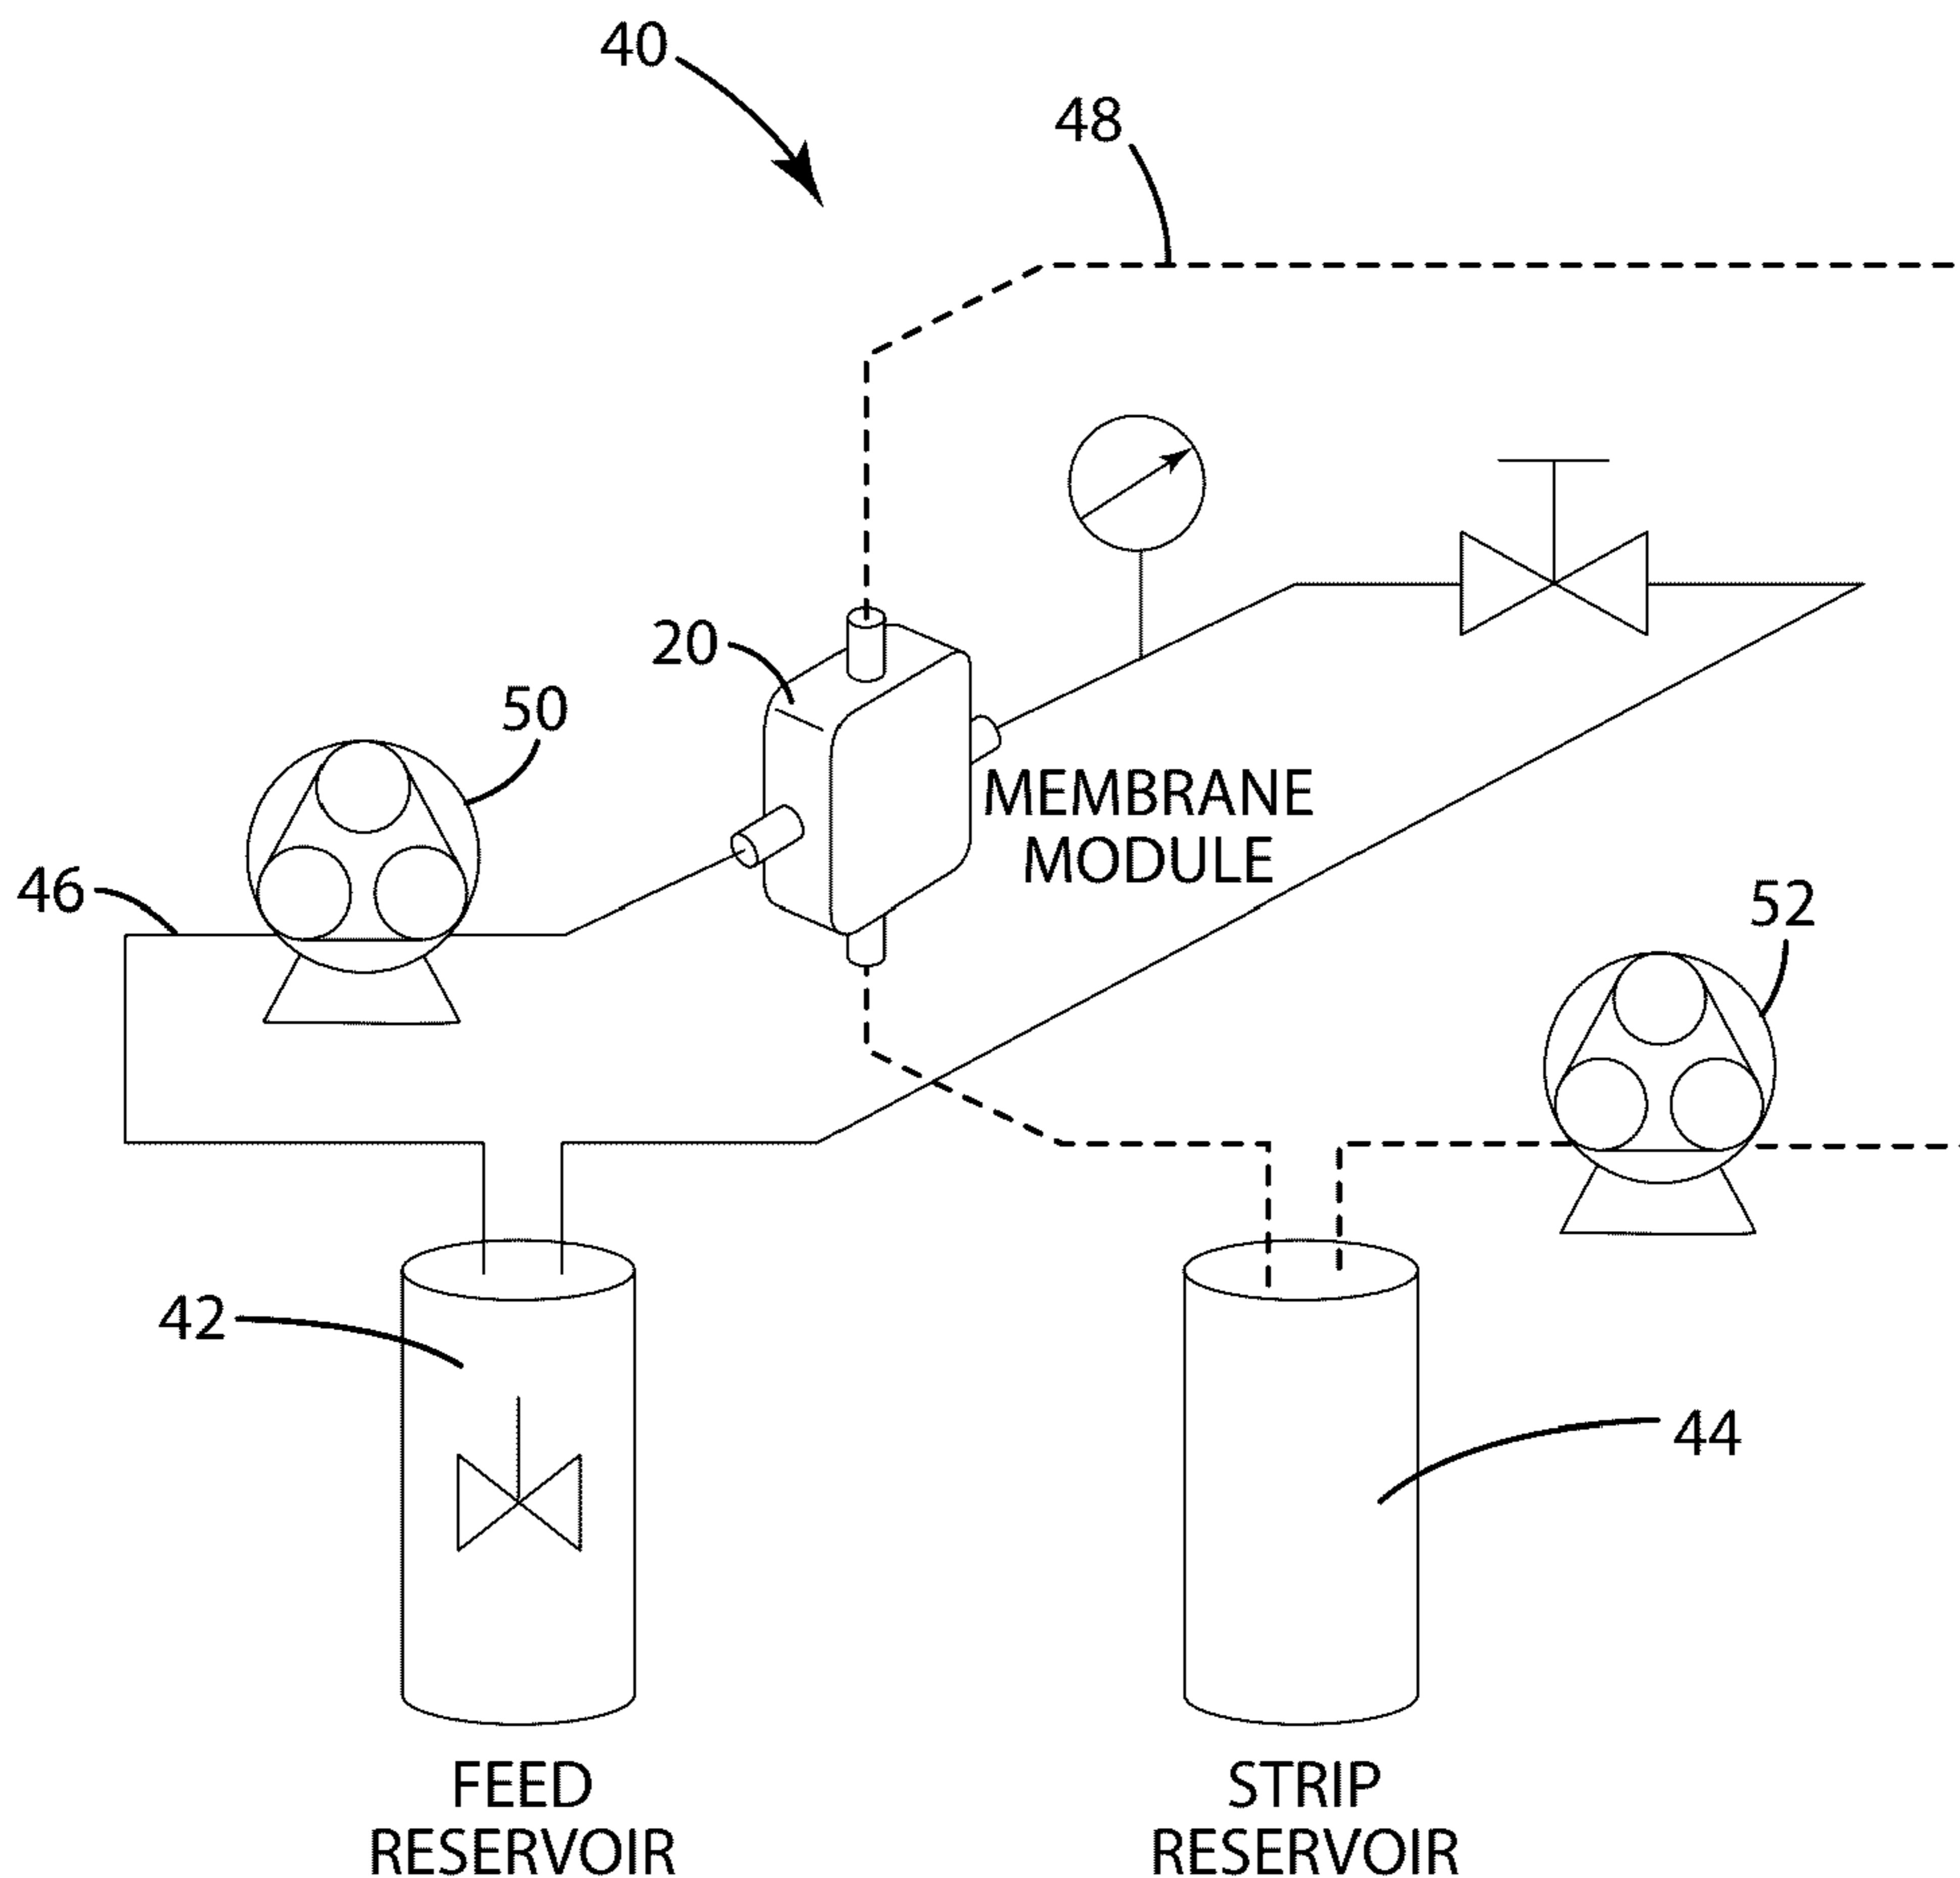 40
48
20
50
MEMBRANE
MODULE
46
52
42
44
FEED
RESERVOIR
STRIP
RESERVOIR